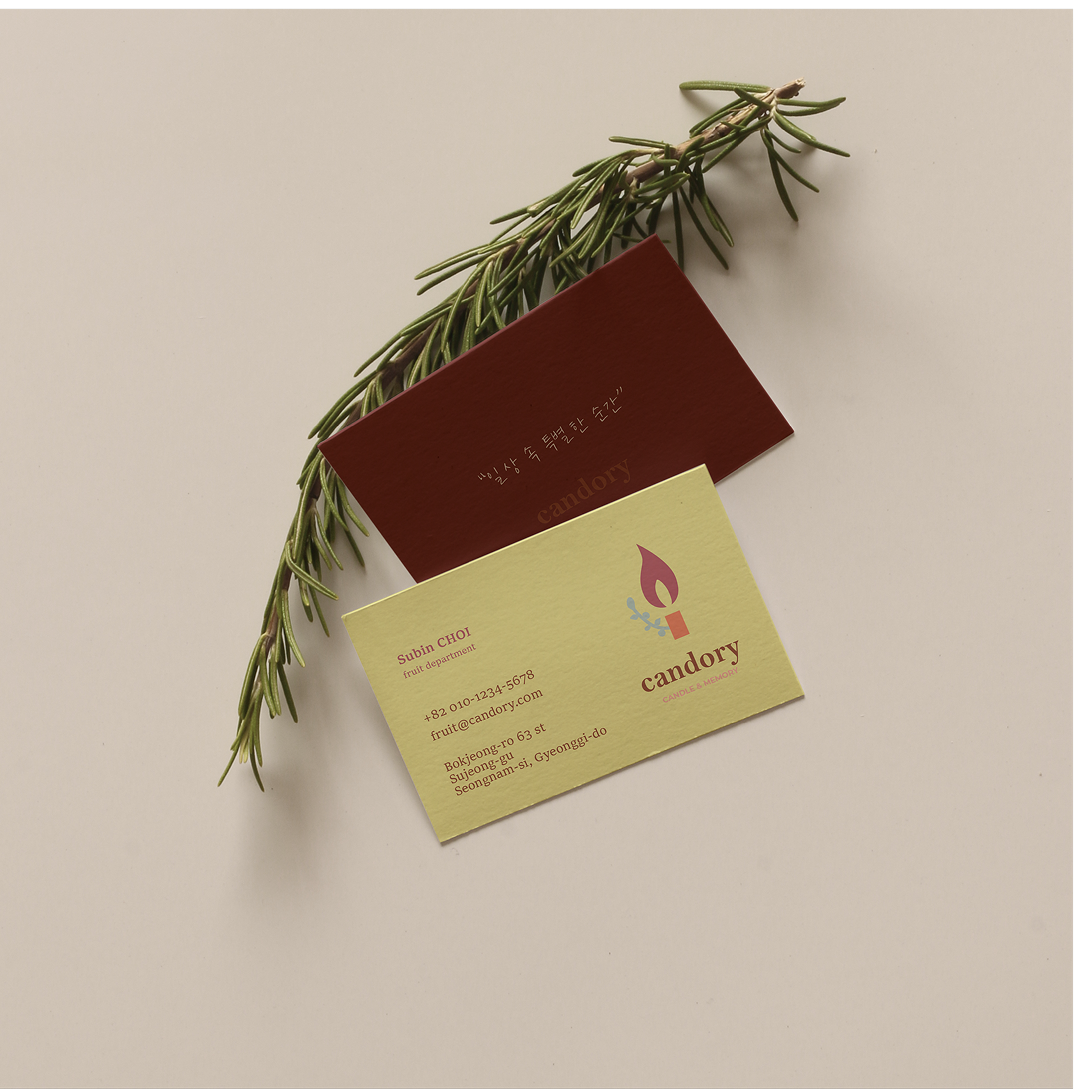 “일상 속 특별한 순간”
candory
Subin CHOI
fruit department
+82 010-1234-5678
fruit@candory.com
Bokjeong-ro 63 st
Sujeong-gu
Seongnam-si, Gyeonggi-do
candory
CANDLE & MEMORY